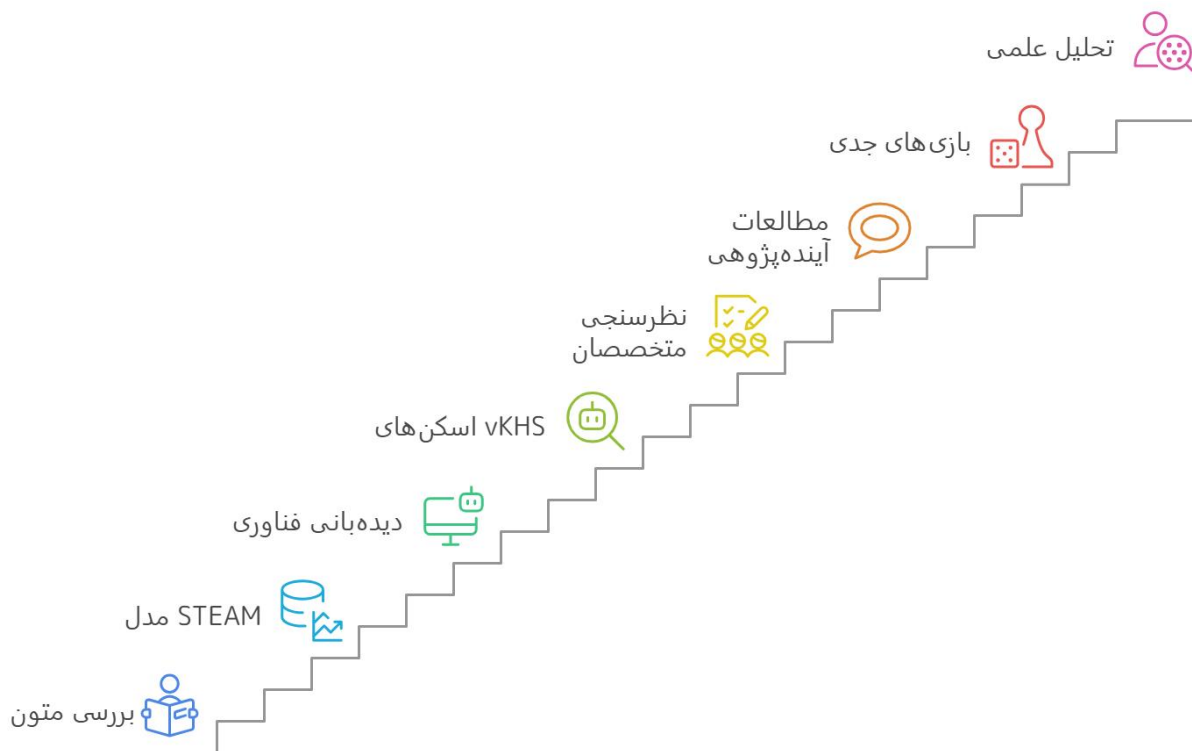 تحلیل علمی
بازی‌های جدی
مطالعات
آینده‌پژوهی
نظرسنجی
متخصصان
اسکن‌های vKHS
دیده‌بانی فناوری
مدل STEAM
بررسی متون